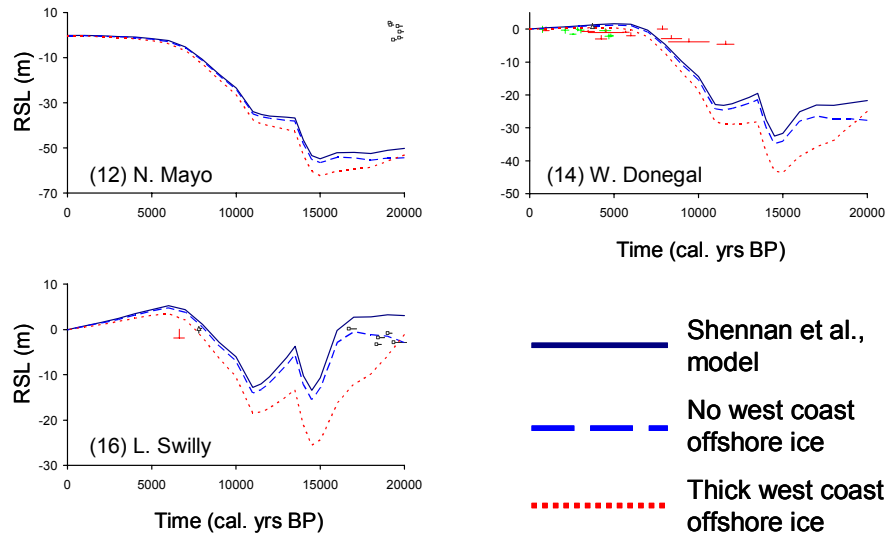 10
-10
-30
-50
-70
RSL (m)
(12) N. Mayo
0 5000 10000 15000 20000
10
0
-10
-20
-30
-40
-50
(14) W. Donegal
0 5000 10000 15000 20000
Time (cal. yrs BP)
10
0
-10
-20
-30
RSL (m)
(16) L. Swilly
0 5000 10000 15000 20000
Time (cal. yrs BP)
Shennan et al.,
model
No west coast
offshore ice
Thick west coast
offshore ice